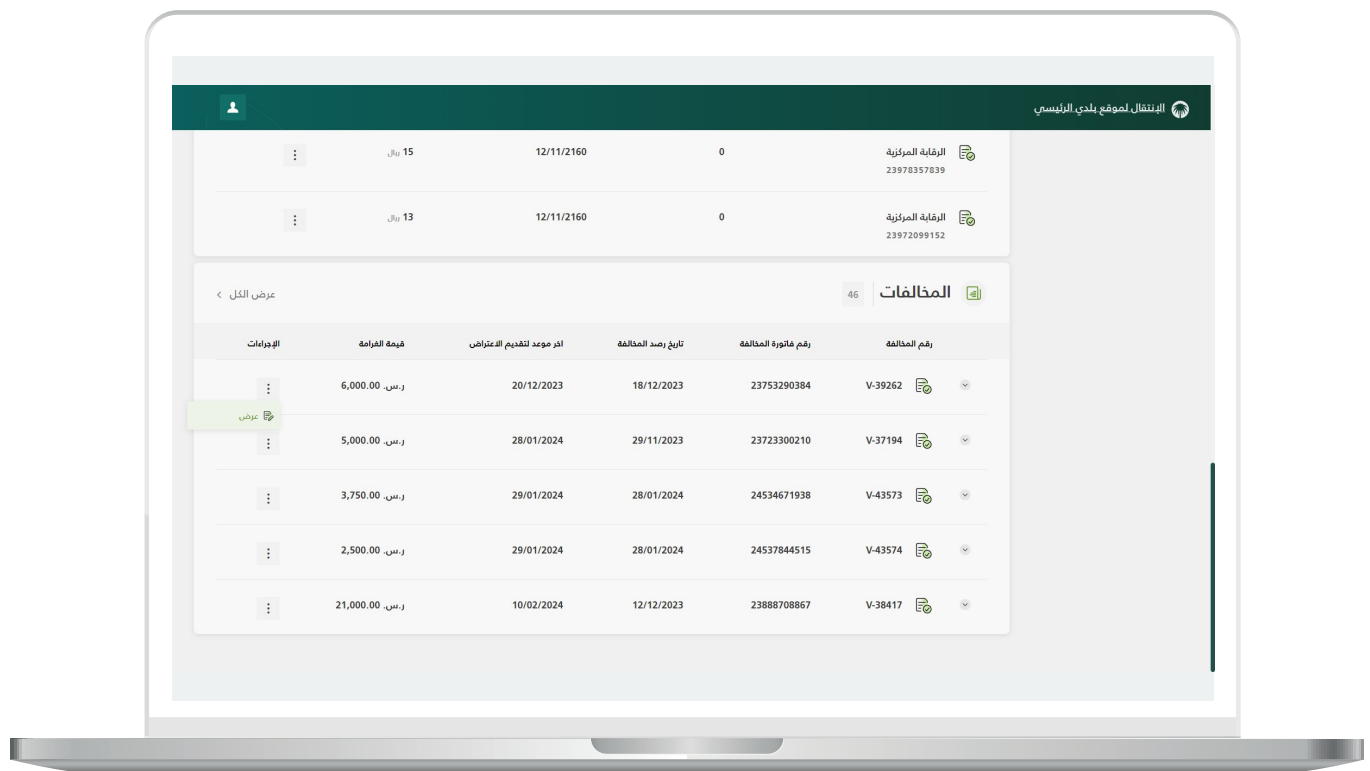 الإنتقال لموقع بلدي الرئيسي
الرقابة المركزية 0 12/11/2160 15 ريال
23978357839
الرقابة المركزية 0 12/11/2160 13 ريال
23972099152
المخالفات 46 عرض الكل
رقم المخالفة رقم فاتورة المخالفة تاريخ رصد المخالفة اخر موعد لتقديم الاعتراض قيمة الغرامة الإجراءات
V-39262 23753290384 18/12/2023 20/12/2023 ر.س. 6,000.00
عرض
V-37194 23723300210 29/11/2023 28/01/2024 ر.س. 5,000.00
V-43573 24534671938 28/01/2024 29/01/2024 ر.س. 3,750.00
V-43574 24537844515 28/01/2024 29/01/2024 ر.س. 2,500.00
V-38417 23888708867 12/12/2023 10/02/2024 ر.س. 21,000.00